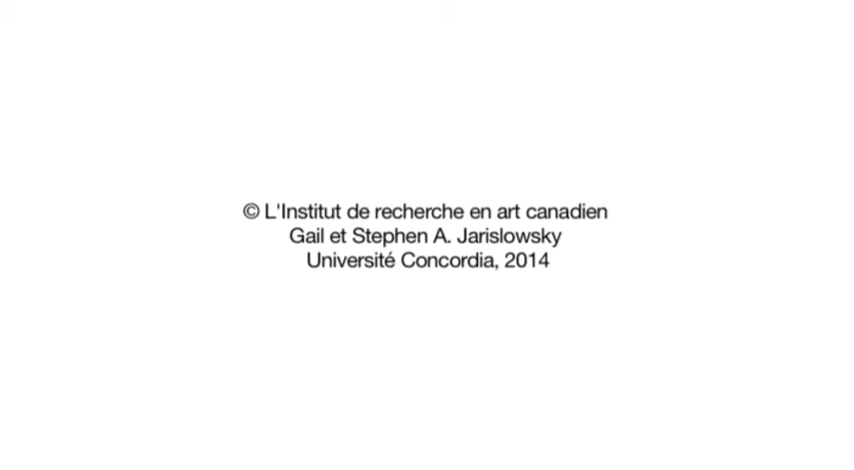 © L'Institut de recherche en art canadien
Gail et Stephen A. Jarislowsky
Université Concordia, 2014